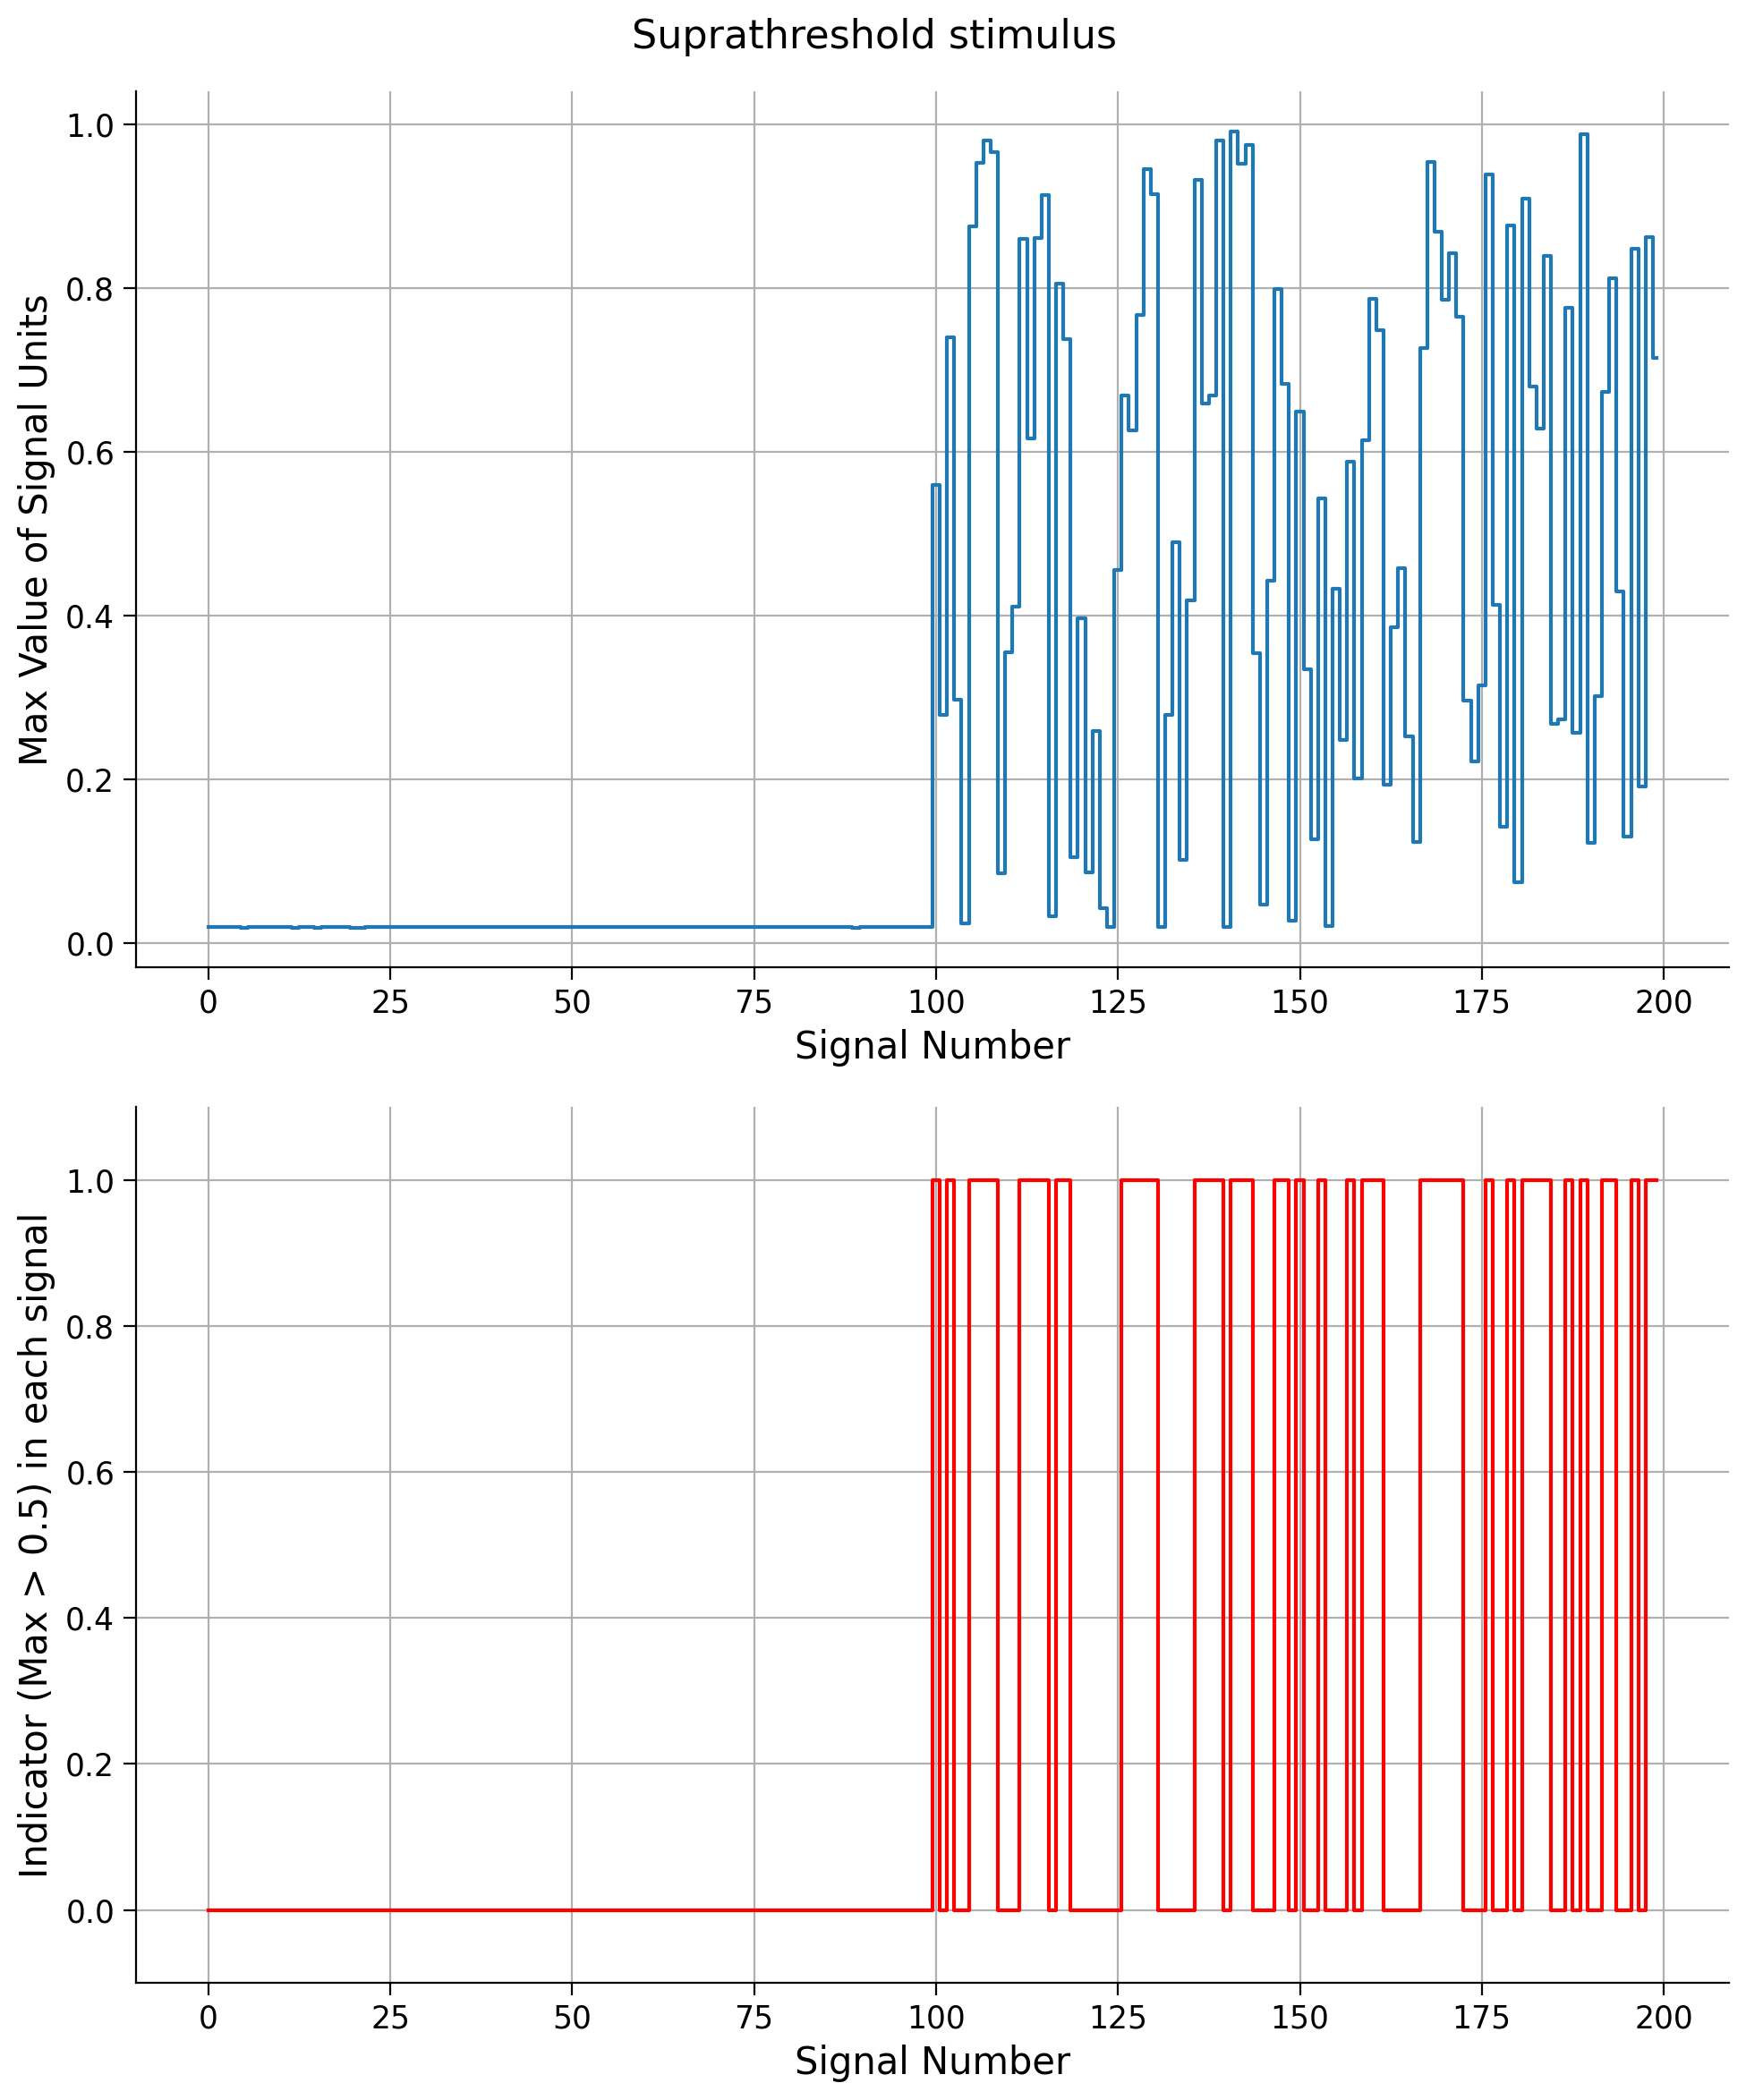 Suprathreshold stimulus
Max Value of Signal Units
1.0
0.8
0.6
0.4
0.2
0.0
0 25 50 75 100 125 150 175 200
Signal Number
Indicator (Max > 0.5) in each signal
1.0
0.8
0.6
0.4
0.2
0.0
0 25 50 75 100 125 150 175 200
Signal Number